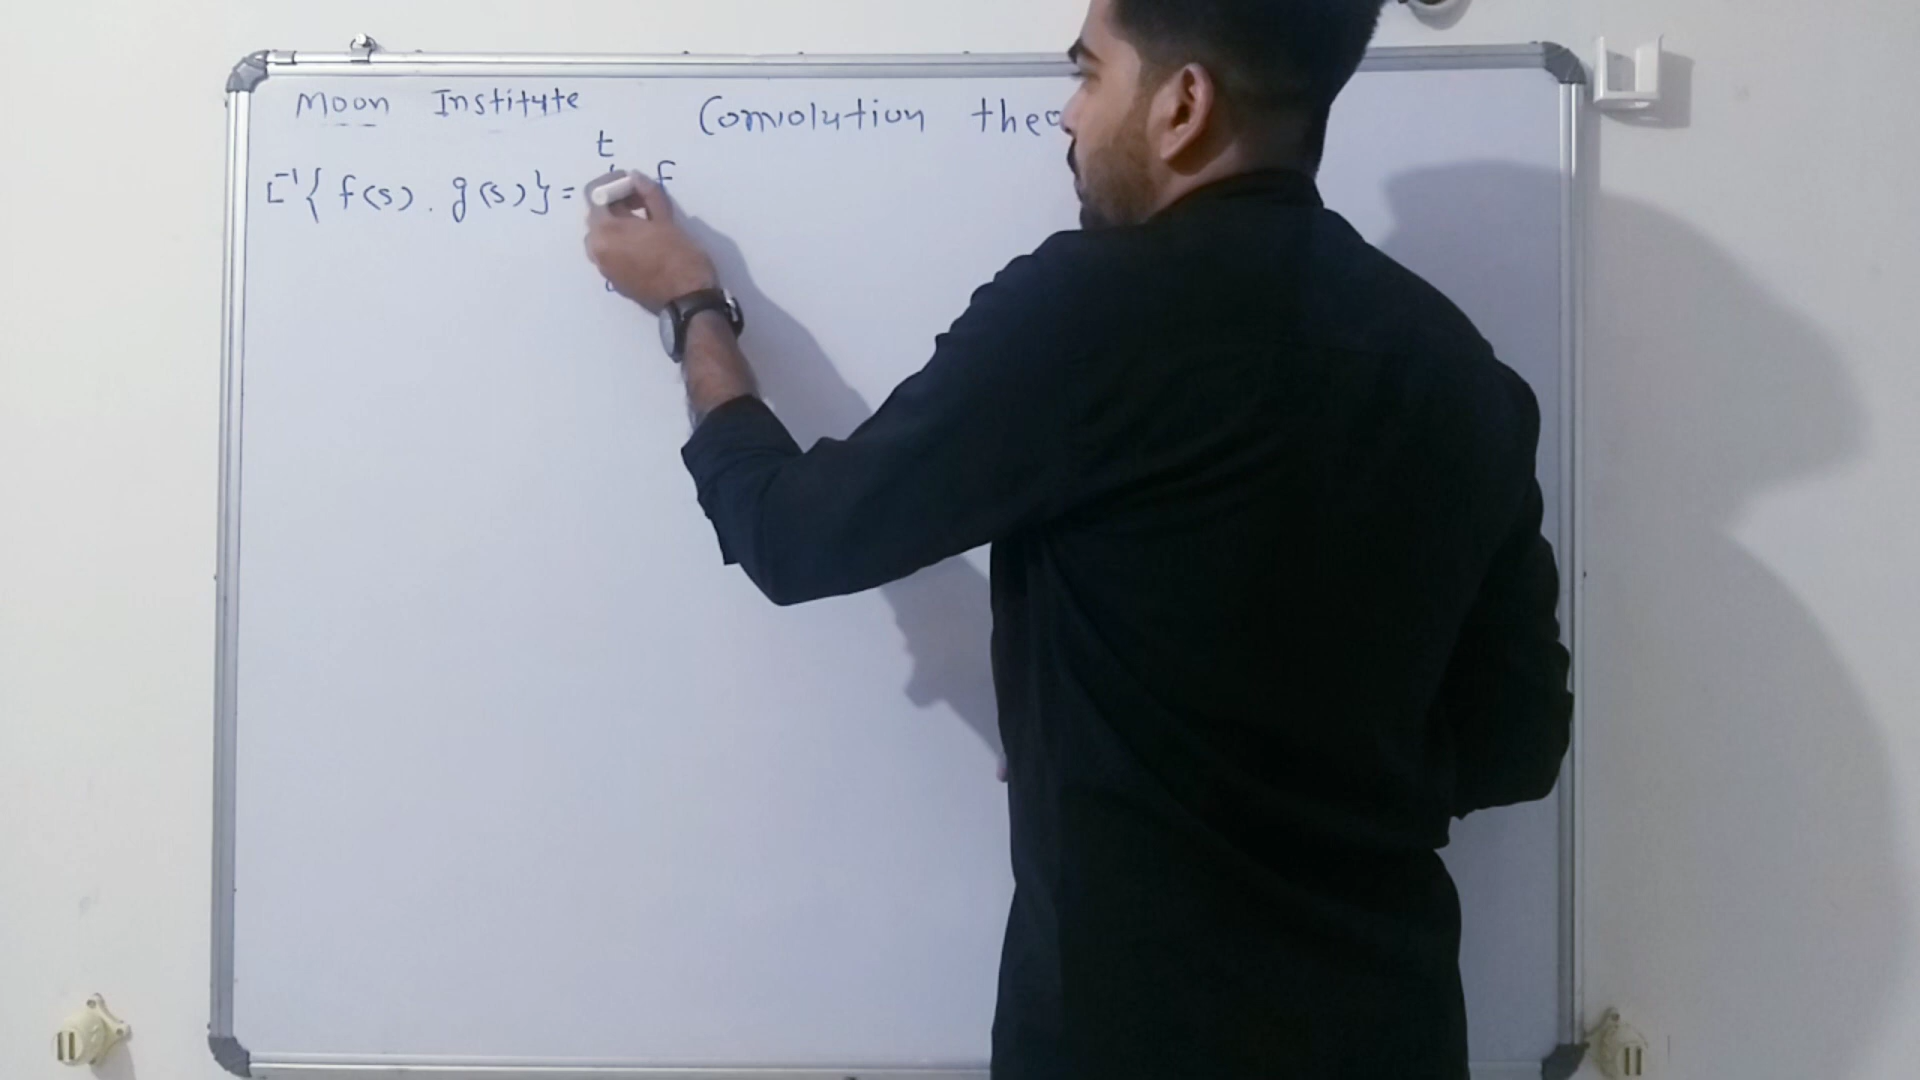 Moon Institute
Convolution theo
t
L⁻¹{ f(s) . g(s) } = f